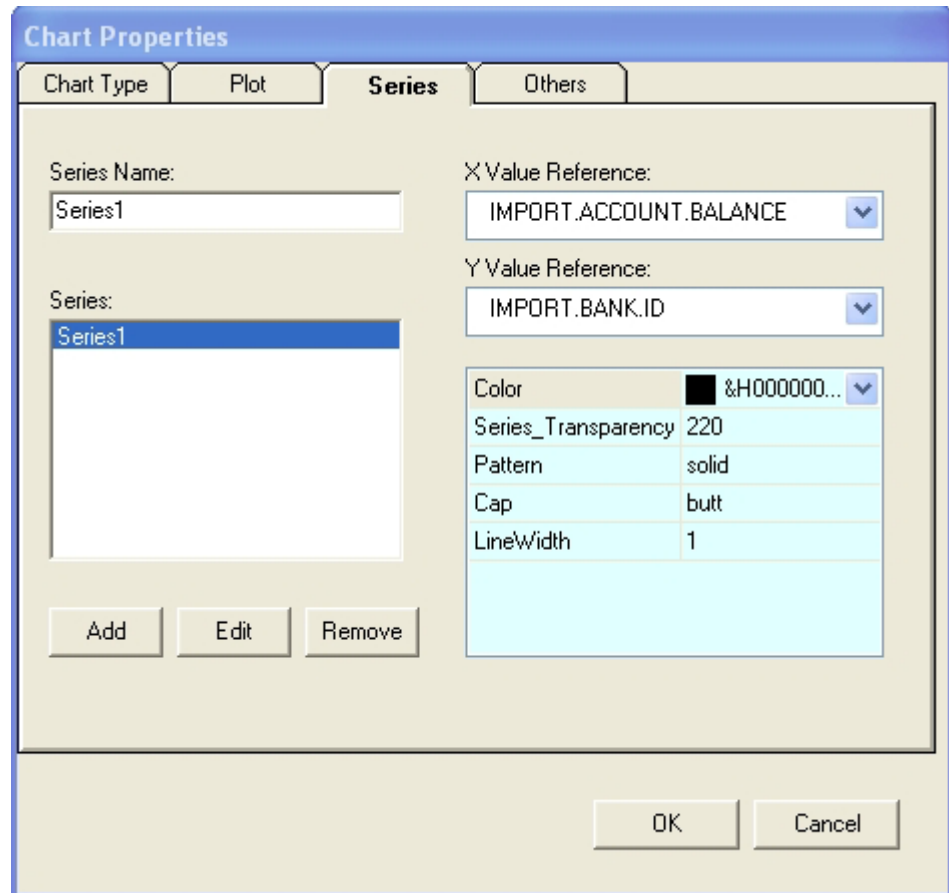 Chart Properties
Chart Type Plot Series Others
Series Name:
Series1
Series:
Series1
Add Edit Remove
X Value Reference:
IMPORT.ACCOUNT.BALANCE
Y Value Reference:
IMPORT.BANK.ID
Color &H000000...
Series_Transparency 220
Pattern solid
Cap butt
LineWidth 1
OK Cancel